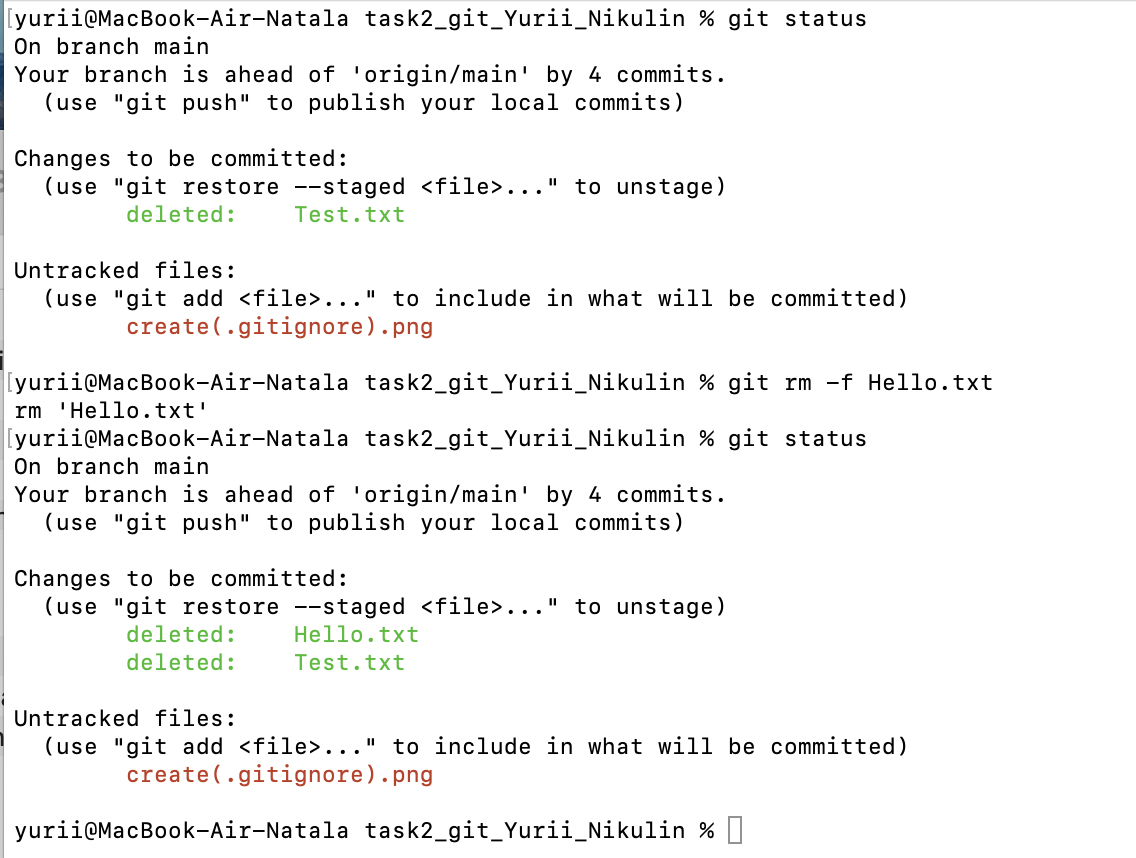 [yurii@MacBook-Air-Natala task2_git_Yurii_Nikulin % git status
On branch main
Your branch is ahead of 'origin/main' by 4 commits.
  (use "git push" to publish your local commits)

Changes to be committed:
  (use "git restore --staged <file>..." to unstage)
        deleted:    Test.txt

Untracked files:
  (use "git add <file>..." to include in what will be committed)
        create(.gitignore).png

[yurii@MacBook-Air-Natala task2_git_Yurii_Nikulin % git rm -f Hello.txt
rm 'Hello.txt'
[yurii@MacBook-Air-Natala task2_git_Yurii_Nikulin % git status
On branch main
Your branch is ahead of 'origin/main' by 4 commits.
  (use "git push" to publish your local commits)

Changes to be committed:
  (use "git restore --staged <file>..." to unstage)
        deleted:    Hello.txt
        deleted:    Test.txt

Untracked files:
  (use "git add <file>..." to include in what will be committed)
        create(.gitignore).png

yurii@MacBook-Air-Natala task2_git_Yurii_Nikulin %